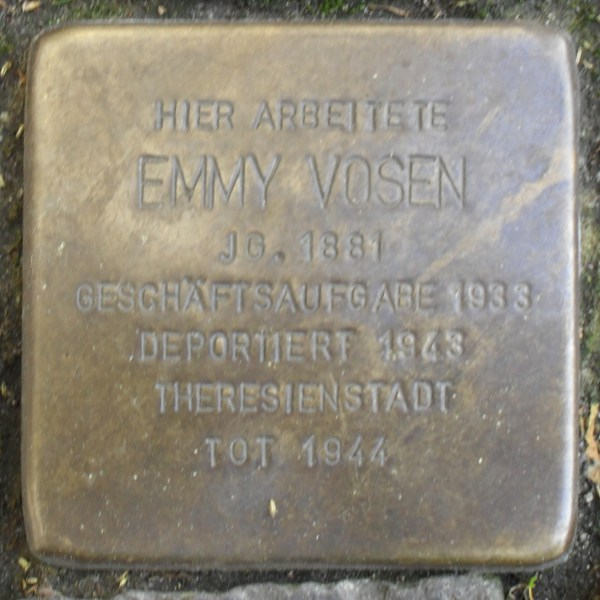 HIER ARBEITETE
EMMY VOSEN
JG. 1881
GESCHÄFTSAUFGABE 1933
DEPORTIERT 1943
THERESIENSTADT
TOT 1944